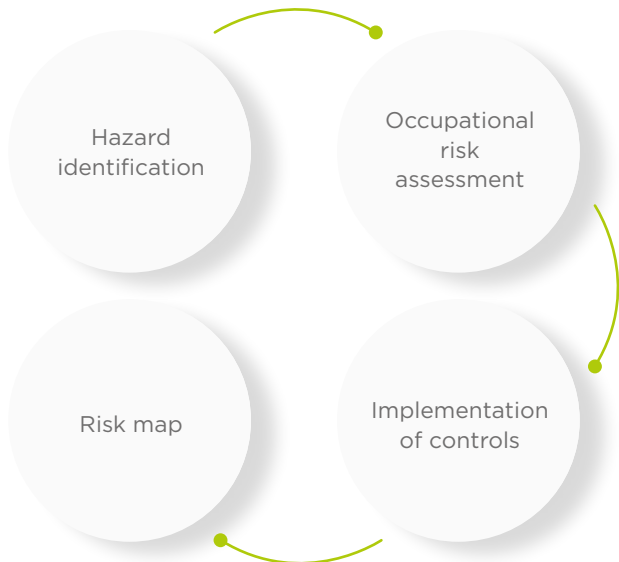 Hazard
identification
Occupational
risk
assessment
Implementation
of controls
Risk map